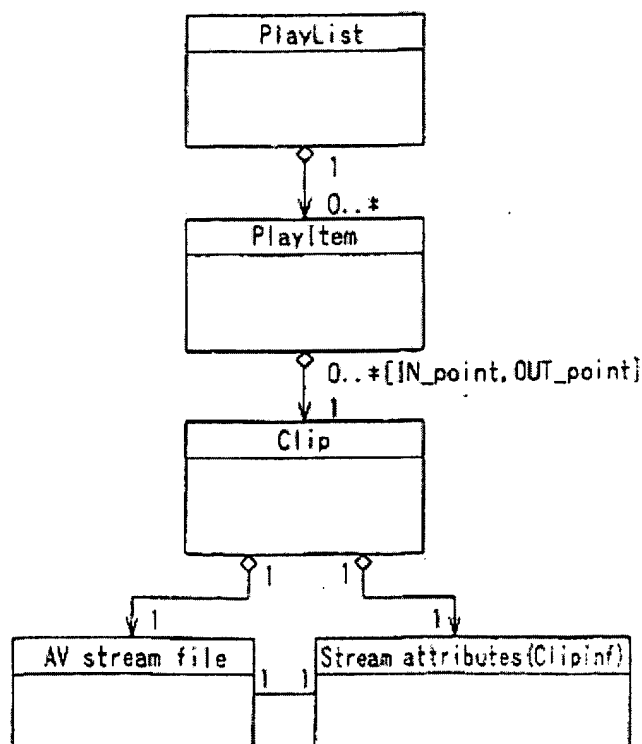 PlayList
1
0..*
PlayItem
0..*{IN_point,OUT_point}
1
Clip
1 1
1 1
AV stream file
Stream attributes(Clipinf)
1 1